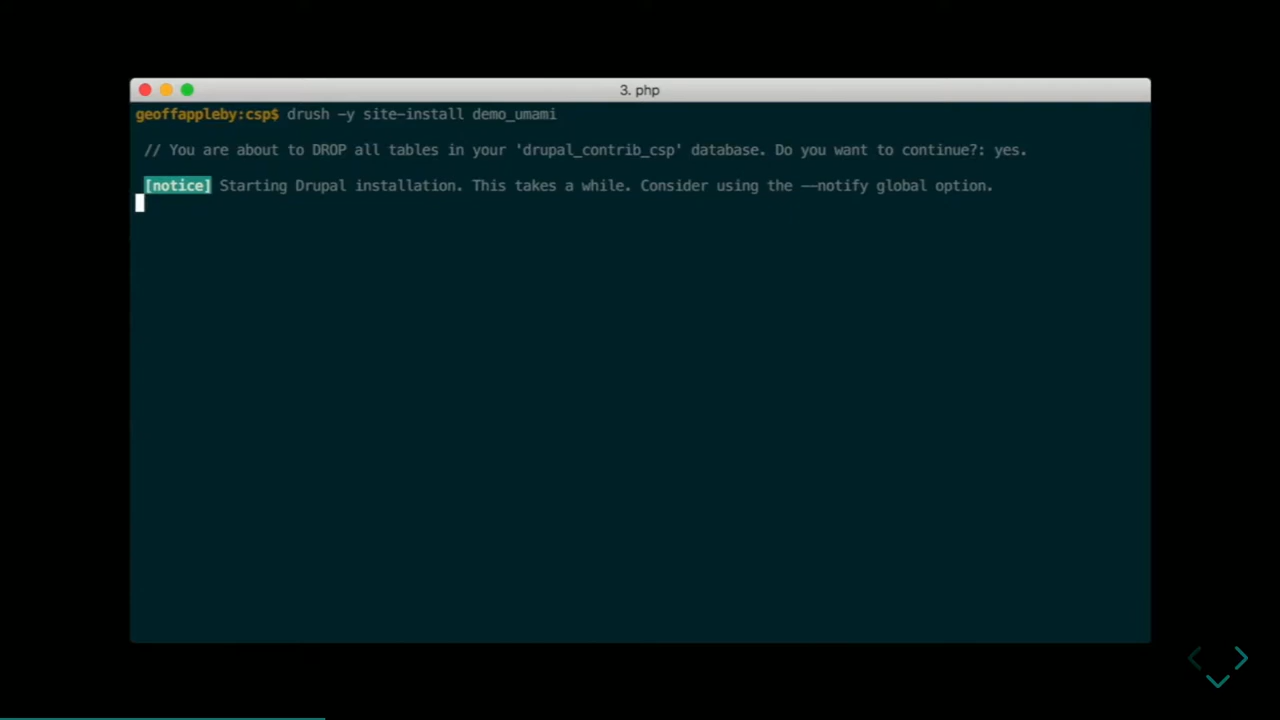 3. php
geoffappleby:csp$ drush -y site-install demo_umami
// You are about to DROP all tables in your 'drupal_contrib_csp' database. Do you want to continue?: yes.
[notice] Starting Drupal installation. This takes a while. Consider using the --notify global option.